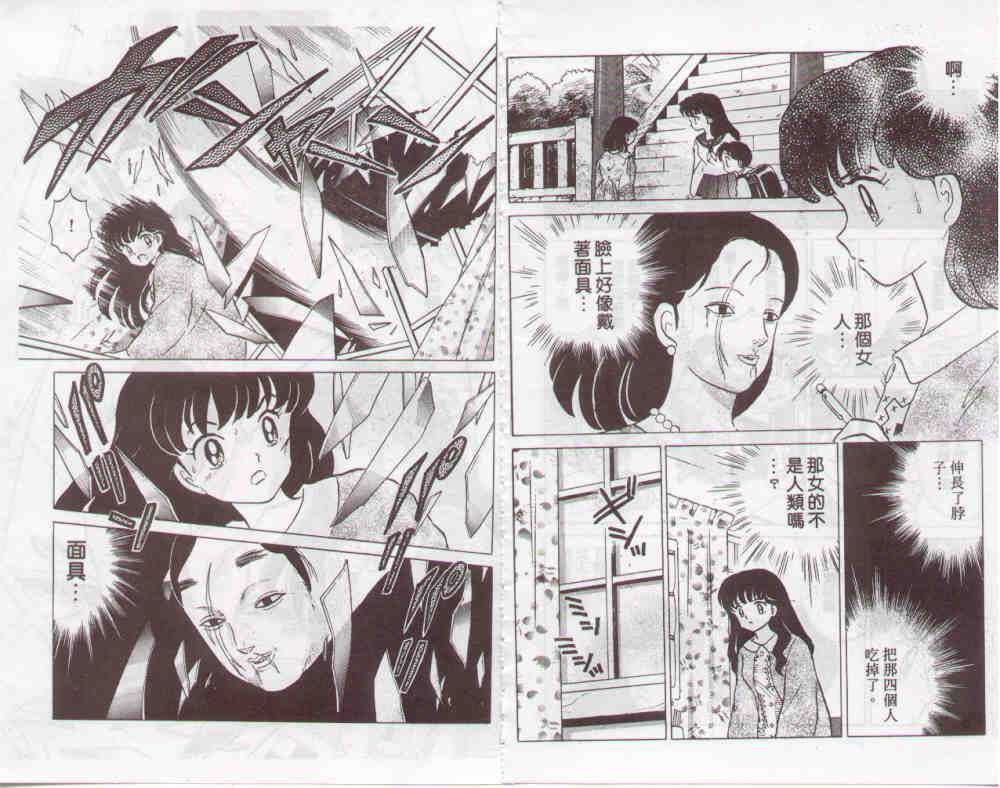 啊…
那個女
人…
臉上好像戴
著面具…
伸長了脖
子…
把那四個人
吃掉了。
那女的不
是人類嗎
…?
!
面具…